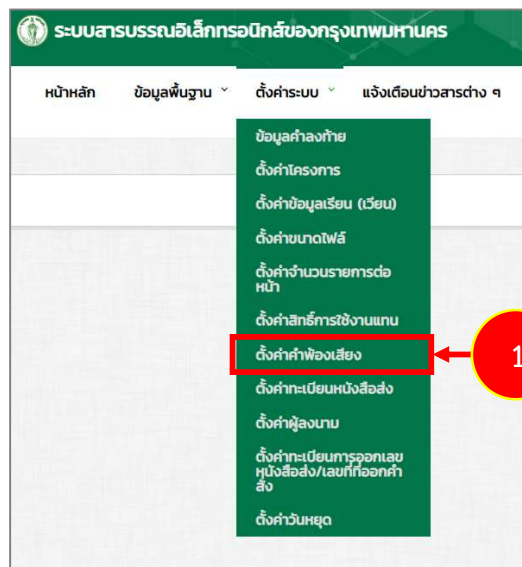 ระบบสารบรรณอิเล็กทรอนิกส์ของกรุงเทพมหานคร
หน้าหลัก ข้อมูลพื้นฐาน ตั้งค่าระบบ แจ้งเตือนข่าวสารต่าง ๆ
ข้อมูลคำลงท้าย
ตั้งค่าโครงการ
ตั้งค่าข้อมูลเรียน (เวียน)
ตั้งค่าขนาดไฟล์
ตั้งค่าจำนวนรายการต่อ
หน้า
ตั้งค่าสิทธิ์การใช้งานแทน
ตั้งค่าคำพ้องเสียง
1
ตั้งค่าทะเบียนหนังสือส่ง
ตั้งค่าผู้ลงนาม
ตั้งค่าทะเบียนการออกเลข
หนังสือส่ง/เลขที่ที่ออกคำ
สั่ง
ตั้งค่าวันหยุด